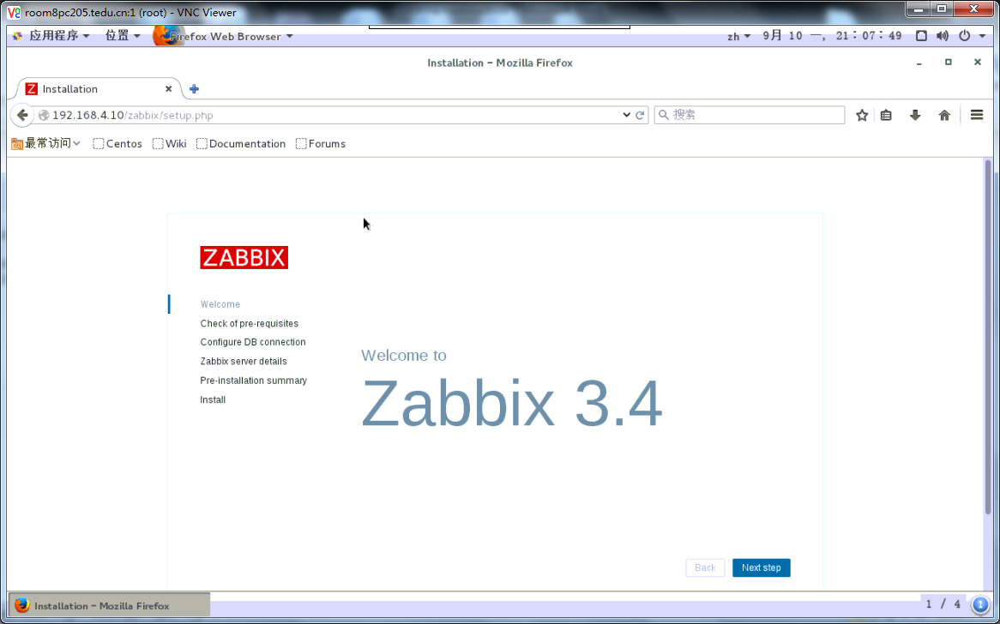 room8pc205.tedu.cn:1 (root) - VNC Viewer
应用程序 位置 Firefox Web Browser zh 9月 10 一, 21:07:49
Installation - Mozilla Firefox
Installation
192.168.4.10/zabbix/setup.php 搜索
最常访问 Centos Wiki Documentation Forums
ZABBIX
Welcome
Check of pre-requisites
Configure DB connection
Zabbix server details
Pre-installation summary
Install
Welcome to
Zabbix 3.4
Back Next step
Installation - Mozilla Firefox 1 / 4 1